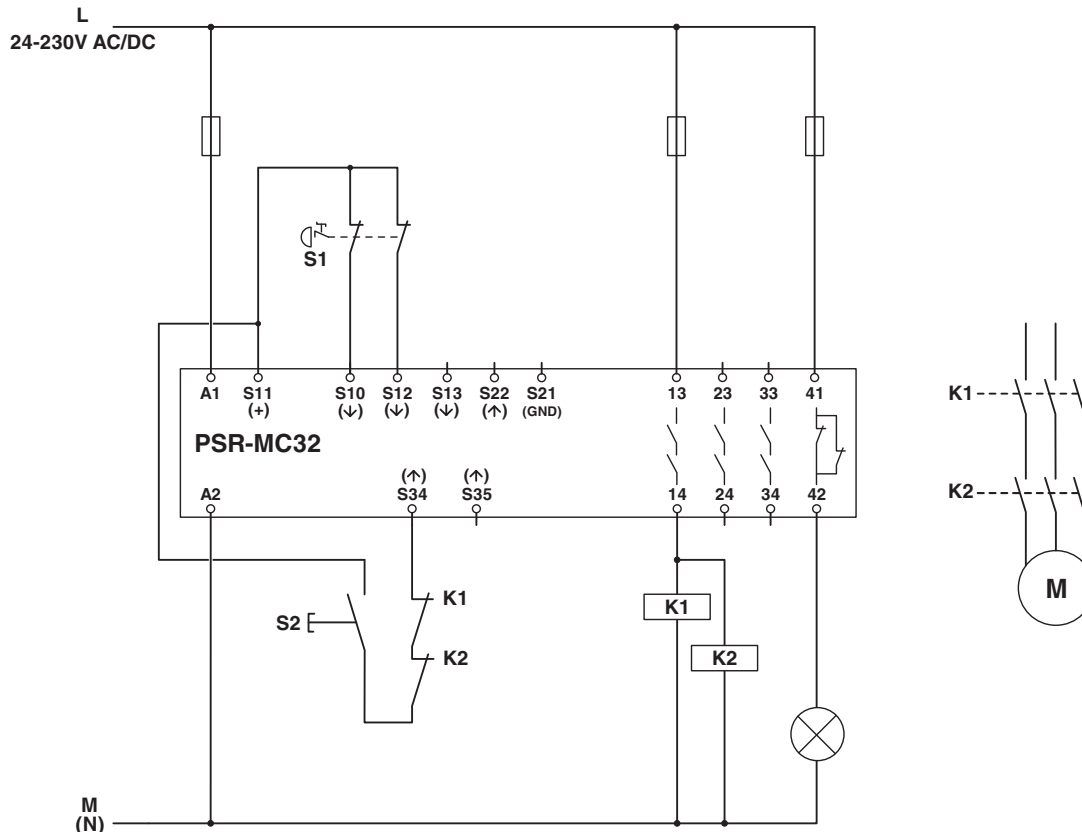 L
24-230V AC/DC
S1
A1 S11 S10 S12 S13 S22 S21 13 23 33 41
(+) (↓) (↓) (↓) (↑) (GND)
K1
PSR-MC32
(↑) (↑)
A2 S34 S35 14 24 34 42
K2
K1
K1
M
S2
K2
K2
M
(N)